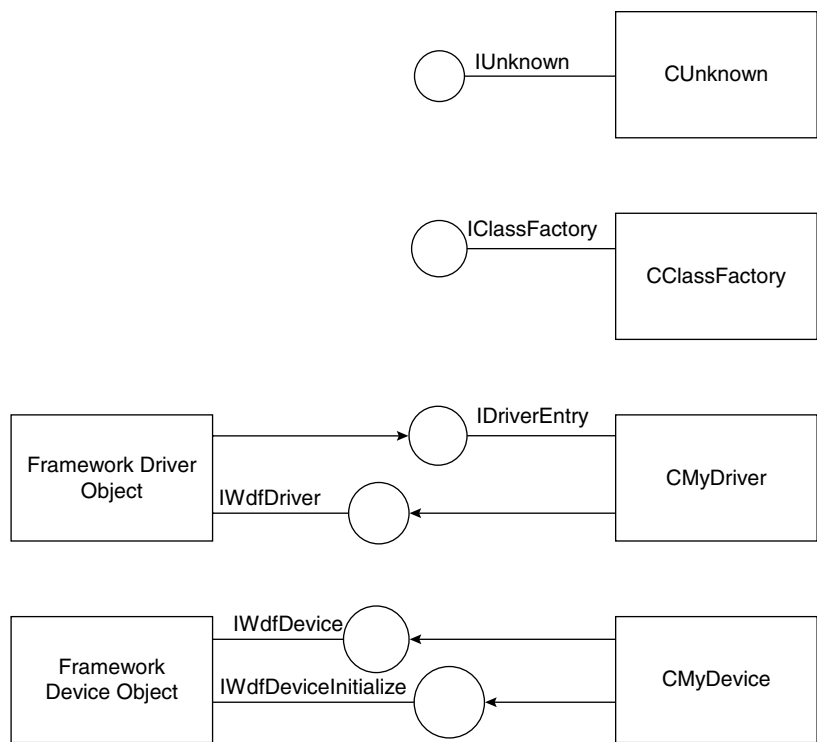 IUnknown
CUnknown
IClassFactory
CClassFactory
Framework Driver
Object
IDriverEntry
IWdfDriver
CMyDriver
Framework
Device Object
IWdfDevice
IWdfDeviceInitialize
CMyDevice